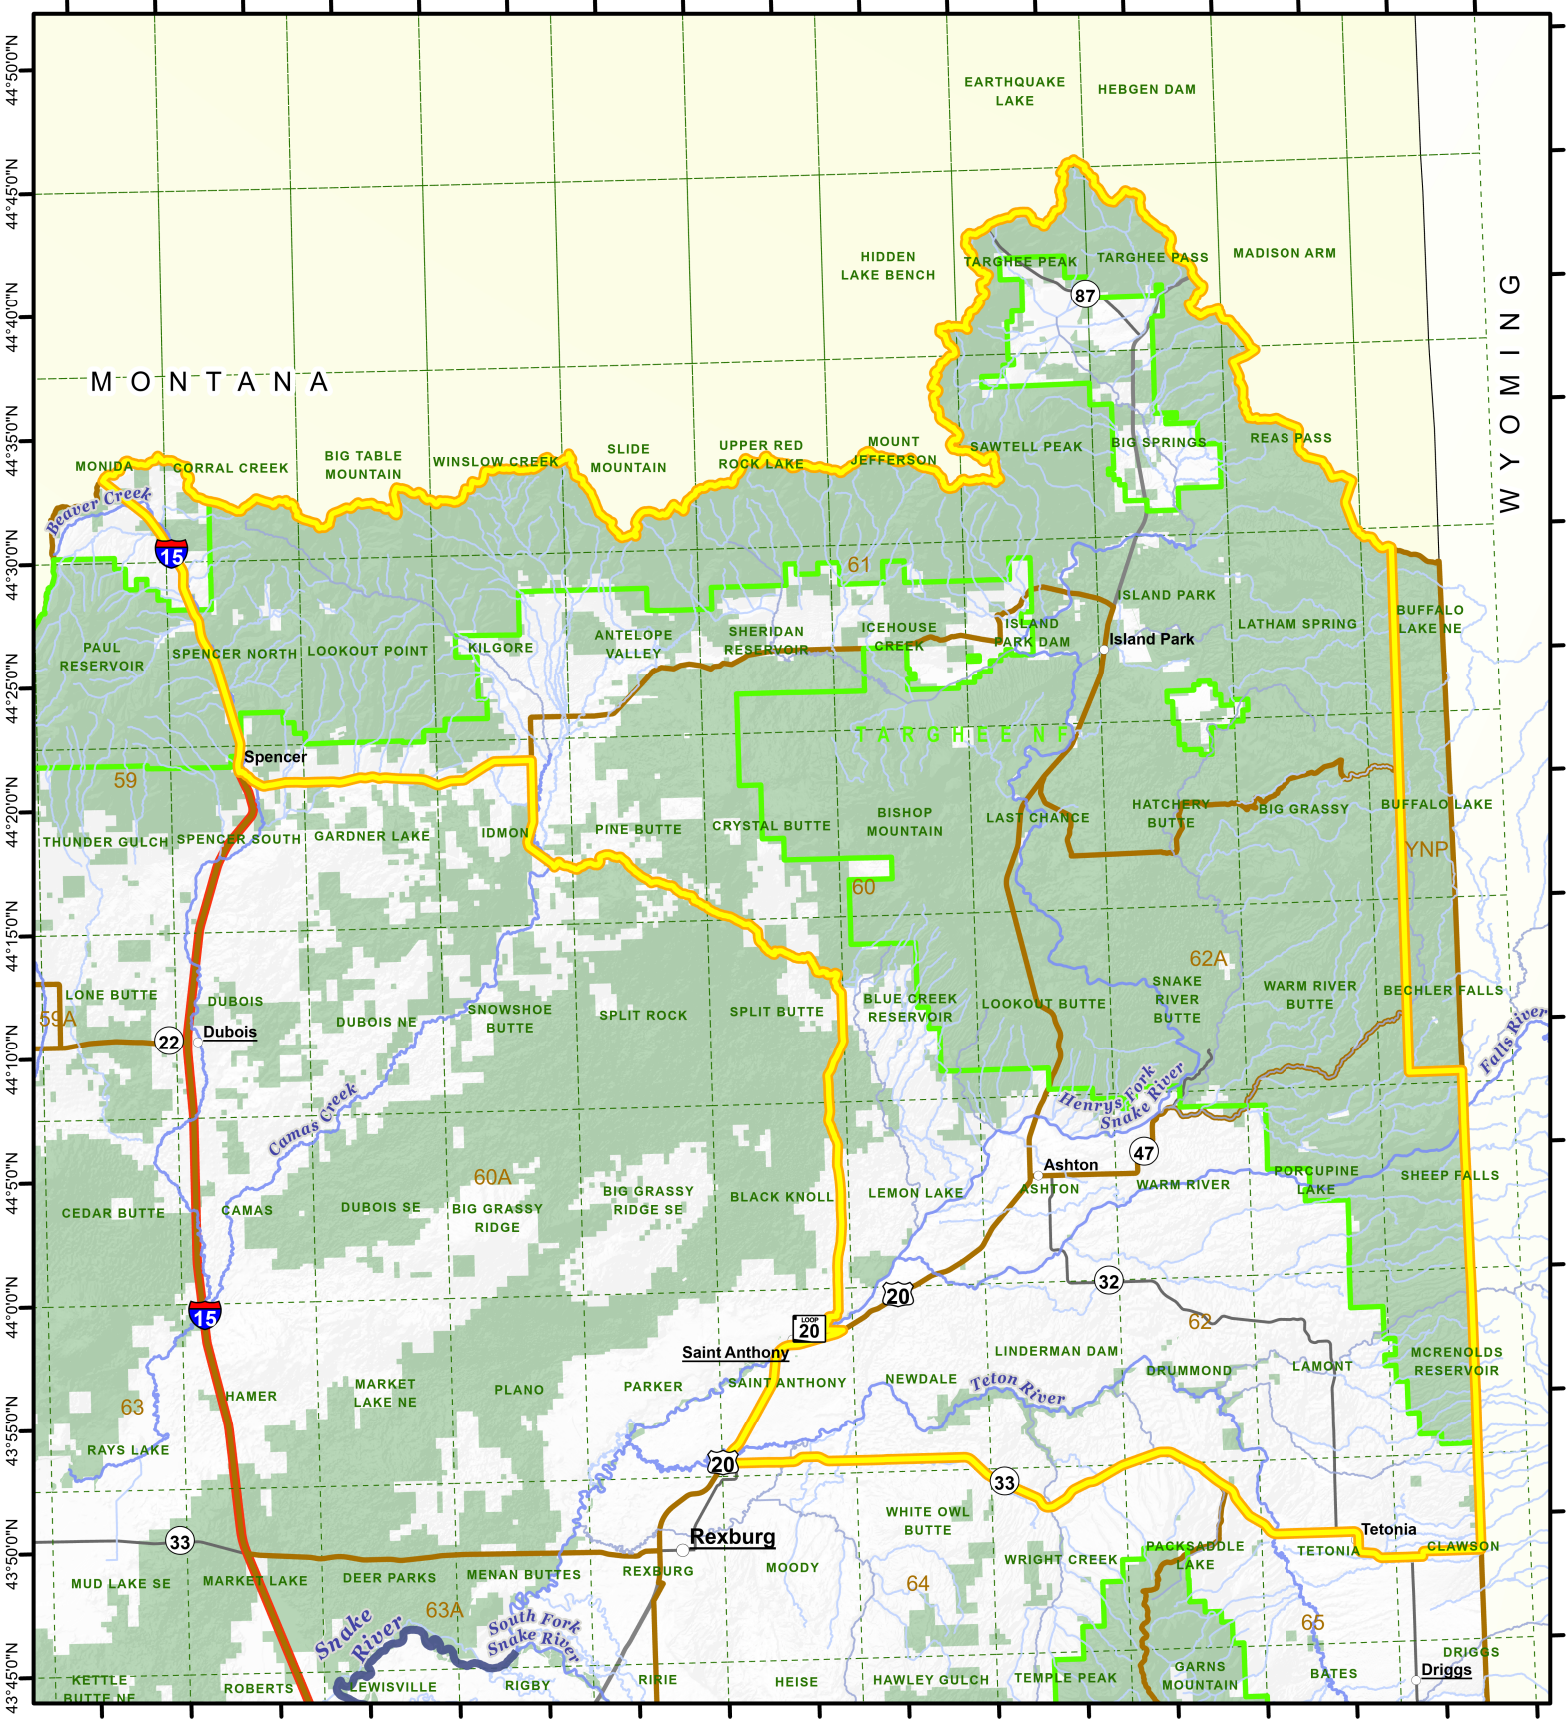 EARTHQUAKE
LAKE
HEBGEN DAM
44°50'0"N
44°45'0"N
HIDDEN
LAKE BENCH
TARGHEE PEAK
TARGHEE PASS
MADISON ARM
87
WYOMING
44°40'0"N
MONTANA
44°35'0"N
MONIDA
CORRAL CREEK
BIG TABLE
MOUNTAIN
WINSLOW CREEK
SLIDE
MOUNTAIN
UPPER RED
ROCK LAKE
MOUNT
JEFFERSON
SAWTELL PEAK
BIG SPRINGS
REAS PASS
Beaver Creek
15
44°30'0"N
61
ISLAND PARK
BUFFALO
LAKE NE
PAUL
RESERVOIR
SPENCER NORTH
LOOKOUT POINT
KILGORE
ANTELOPE
VALLEY
SHERIDAN
RESERVOIR
ICEHOUSE
CREEK
ISLAND
PARK DAM
Island Park
LATHAM SPRING
44°25'0"N
TARGHEE NF
Spencer
59
44°20'0"N
THUNDER GULCH
SPENCER SOUTH
GARDNER LAKE
IDMON
PINE BUTTE
CRYSTAL BUTTE
BISHOP
MOUNTAIN
LAST CHANCE
HATCHERY
BUTTE
BIG GRASSY
BUFFALO LAKE
YNP
60
44°15'0"N
62A
LONE BUTTE
DUBOIS
59A
22
Dubois
DUBOIS NE
SNOWSHOE
BUTTE
SPLIT ROCK
SPLIT BUTTE
BLUE CREEK
RESERVOIR
LOOKOUT BUTTE
SNAKE
RIVER
BUTTE
WARM RIVER
BUTTE
BECHLER FALLS
Falls River
44°10'0"N
Camas Creek
Henrys Fork
Snake River
47
Ashton
44°5'0"N
CEDAR BUTTE
CAMAS
DUBOIS SE
60A
BIG GRASSY
RIDGE
BIG GRASSY
RIDGE SE
BLACK KNOLL
LEMON LAKE
ASHTON
WARM RIVER
PORCUPINE
LAKE
SHEEP FALLS
44°0'0"N
15
LOOP
20
20
32
62
Saint Anthony
LINDERMAN DAM
DRUMMOND
LAMONT
MCRENOLDS
RESERVOIR
43°55'0"N
63
HAMER
MARKET
LAKE NE
PLANO
PARKER
SAINT ANTHONY
NEWDALE
Teton River
RAYS LAKE
20
33
43°50'0"N
33
Rexburg
WHITE OWL
BUTTE
Tetonia
MUD LAKE SE
MARKET LAKE
DEER PARKS
MENAN BUTTES
REXBURG
MOODY
WRIGHT CREEK
PACKSADDLE
LAKE
TETONIA
CLAWSON
63A
64
65
Snake
River
South Fork
Snake River
43°45'0"N
KETTLE
BUTTE NE
ROBERTS
LEWISVILLE
RIGBY
RIRIE
HEISE
HAWLEY GULCH
TEMPLE PEAK
GARNS
MOUNTAIN
BATES
DRIGGS
Driggs